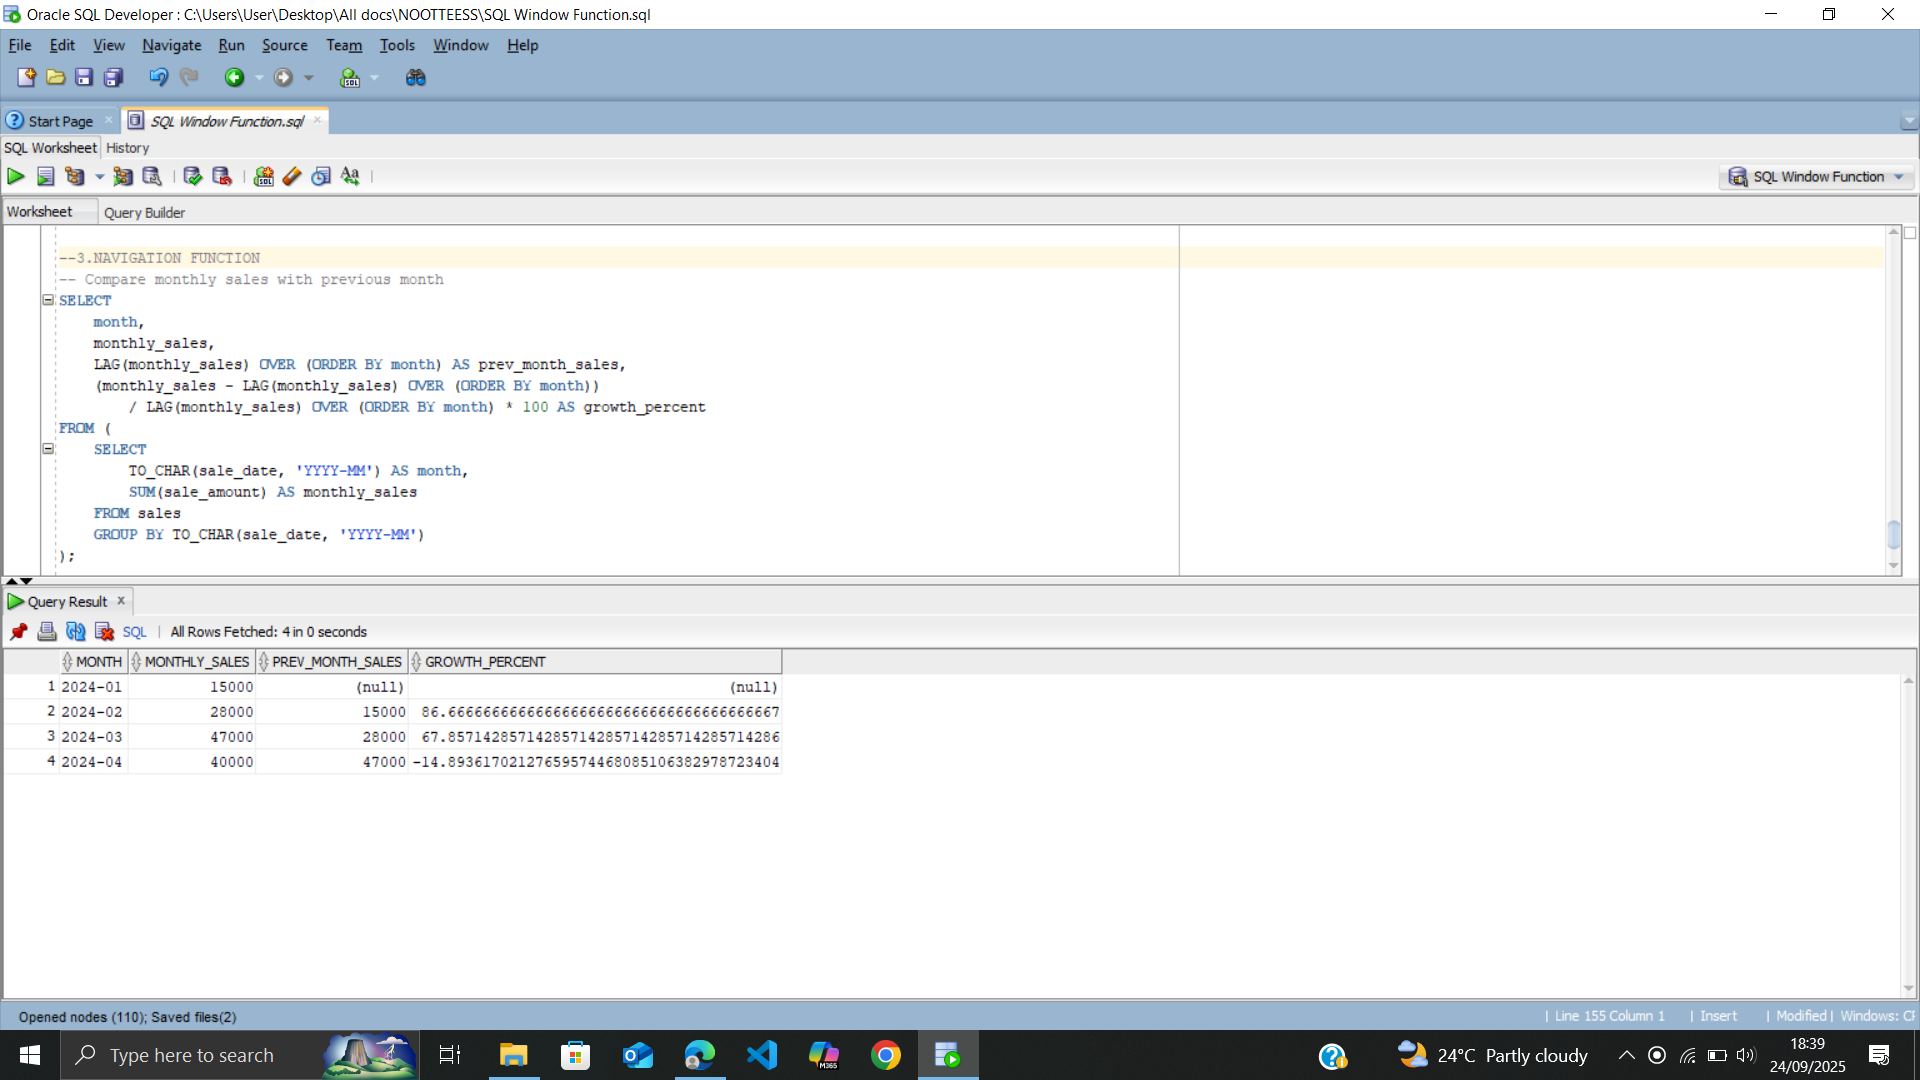 Oracle SQL Developer : C:\Users\User\Desktop\All docs\NOOTTEESS\SQL Window Function.sql
File Edit View Navigate Run Source Team Tools Window Help
Start Page SQL Window Function.sql
SQL Worksheet History
SQL Window Function
Worksheet Query Builder
--3.NAVIGATION FUNCTION
-- Compare monthly sales with previous month
SELECT
month,
monthly_sales,
LAG(monthly_sales) OVER (ORDER BY month) AS prev_month_sales,
(monthly_sales - LAG(monthly_sales) OVER (ORDER BY month))
/ LAG(monthly_sales) OVER (ORDER BY month) * 100 AS growth_percent
FROM (
SELECT
TO_CHAR(sale_date, 'YYYY-MM') AS month,
SUM(sale_amount) AS monthly_sales
FROM sales
GROUP BY TO_CHAR(sale_date, 'YYYY-MM')
);
Query Result
SQL | All Rows Fetched: 4 in 0 seconds
MONTH MONTHLY_SALES PREV_MONTH_SALES GROWTH_PERCENT
1 2024-01 15000 (null) (null)
2 2024-02 28000 15000 86.66666666666666666666666666666666666667
3 2024-03 47000 28000 67.85714285714285714285714285714285714286
4 2024-04 40000 47000 -14.89361702127659574468085106382978723404
Opened nodes (110); Saved files(2)
| Line 155 Column 1 | Insert | Modified | Windows: CF
Type here to search
M365
24°C Partly cloudy
18:39
24/09/2025